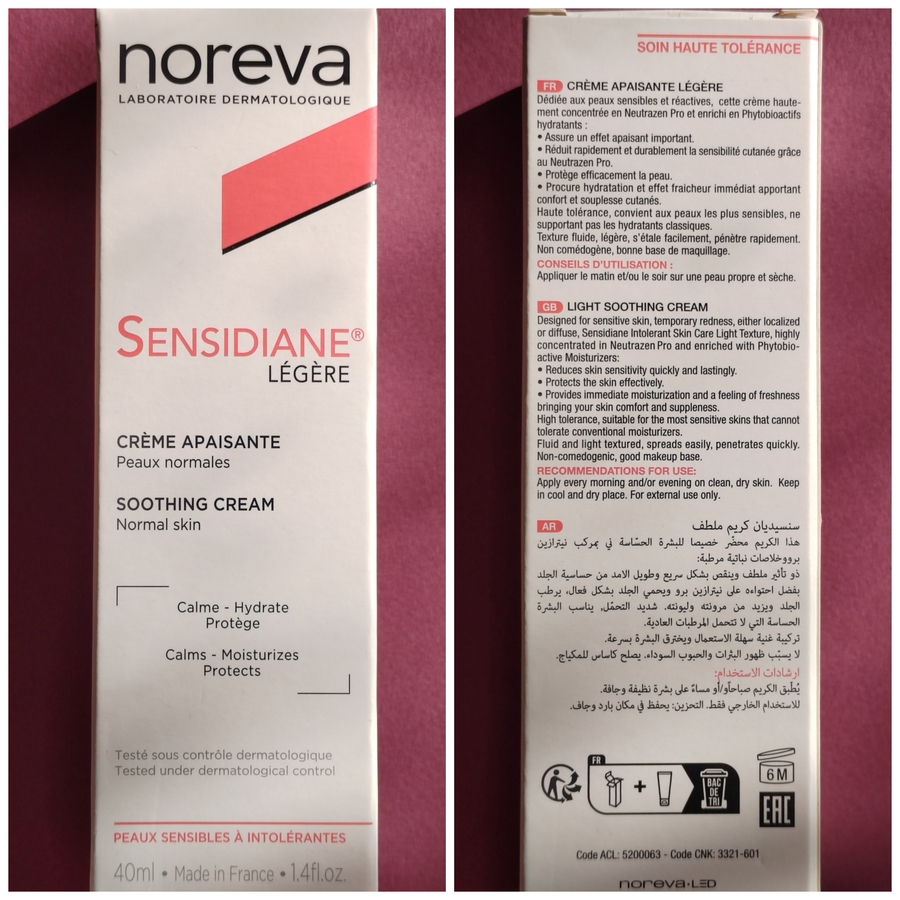 noreva
LABORATOIRE DERMATOLOGIQUE
SENSIDIANE®
LÉGÈRE
CRÈME APAISANTE
Peaux normales
SOOTHING CREAM
Normal skin
Calme - Hydrate
Protège
Calms - Moisturizes
Protects
Testé sous contrôle dermatologique
Tested under dermatological control
PEAUX SENSIBLES À INTOLÉRANTES
40ml • Made in France • 1.4fl.oz.
SOIN HAUTE TOLÉRANCE
FR CRÈME APAISANTE LÉGÈRE
Dédiée aux peaux sensibles et réactives, cette crème haute-
ment concentrée en Neutrazen Pro et enrichi en Phytobioactifs
hydratants :
• Assure un effet apaisant important.
• Réduit rapidement et durablement la sensibilité cutanée grâce
au Neutrazen Pro.
• Protège efficacement la peau.
• Procure hydratation et effet fraicheur immédiat apportant
confort et souplesse cutanés.
Haute tolérance, convient aux peaux les plus sensibles, ne
supportant pas les hydratants classiques.
Texture fluide, légère, s'étale facilement, pénètre rapidement.
Non comédogène, bonne base de maquillage.
CONSEILS D'UTILISATION :
Appliquer le matin et/ou le soir sur une peau propre et sèche.
GB LIGHT SOOTHING CREAM
Designed for sensitive skin, temporary redness, either localized
or diffuse, Sensidiane Intolerant Skin Care Light Texture, highly
concentrated in Neutrazen Pro and enriched with Phytobio-
active Moisturizers:
• Reduces skin sensitivity quickly and lastingly.
• Protects the skin effectively.
• Provides immediate moisturization and a feeling of freshness
bringing your skin comfort and suppleness.
High tolerance, suitable for the most sensitive skins that cannot
tolerate conventional moisturizers.
Fluid and light textured, spreads easily, penetrates quickly.
Non-comedogenic, good makeup base.
RECOMMENDATIONS FOR USE:
Apply every morning and/or evening on clean, dry skin. Keep
in cool and dry place. For external use only.
AR سنسيديان كريم ملطف
هذا الكريم محضّر خصيصا للبشرة الحسّاسة ني بمركب نيترازين
برووخلاصات نباتية مرطبة:
ذو تأثير ملطف وينقص بشكل سريع وطويل الامد من حساسية الجلد
بفضل احتواءه على نيترازين برو ويحمي الجلد بشكل فعال، يرطب
الجلد ويزيد من مرونته وليونته. شديد التحمّل، يناسب البشرة
الحساسة التي لا تتحمل المرطبات العادية.
تركيبة غنية سهلة الاستعمال ويخترق البشرة بسرعة.
لا يسبّب ظهور البثرات والحبوب السوداء. يصلح كاساس للمكياج.
ارشادات الاستخدام:
يُطبق الكريم صباحاً/أو مساءً على بشرة نظيفة وجافة.
للاستخدام الخارجي فقط. التخزين: يحفظ في مكان بارد وجاف.
FR
BAC
DE
TRI
6M
EAC
Code ACL: 5200063 - Code CNK: 3321-601
noreva-LED